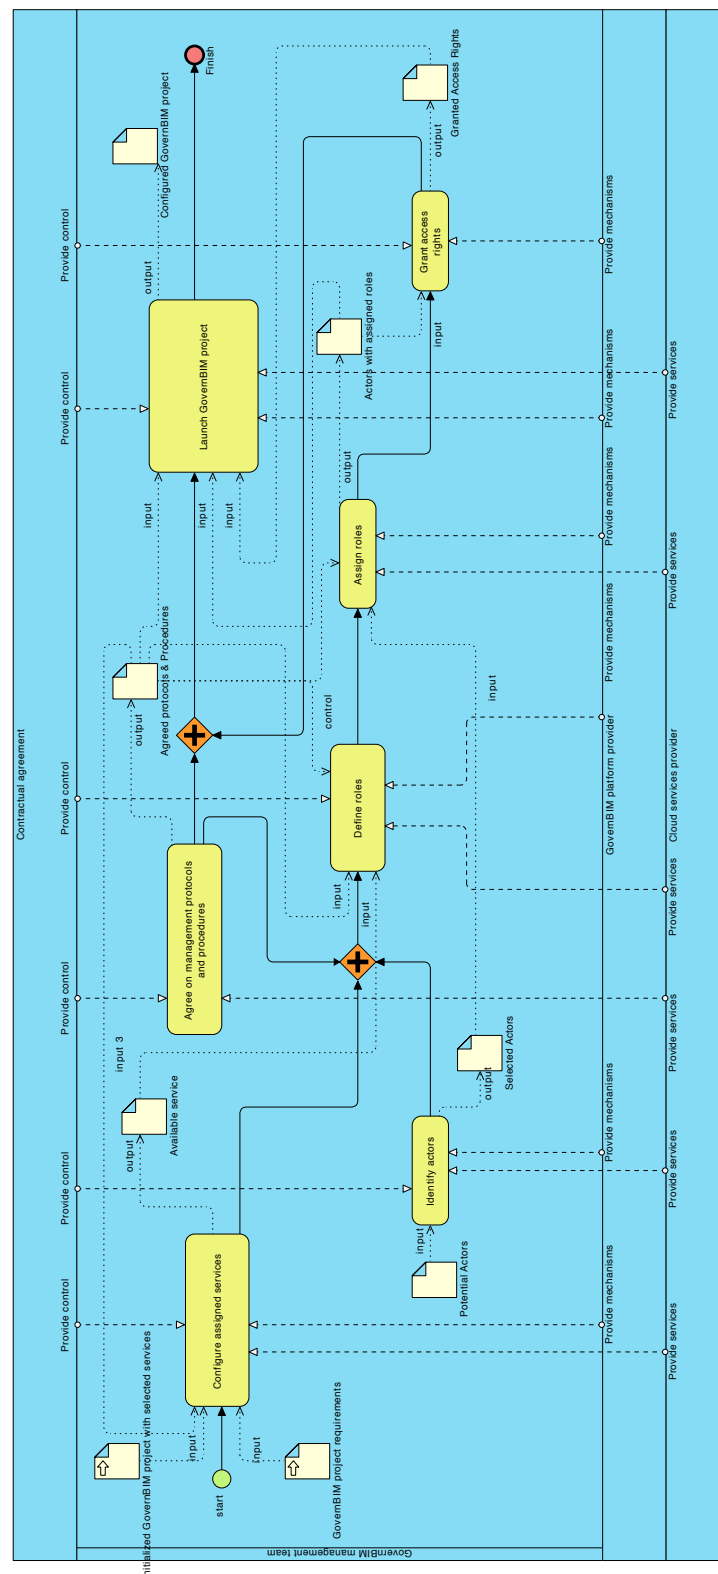 Contractual agreement
Provide control
Provide control
Provide control
Provide control
Provide control
Provide control
GovernBIM management team
Initialized GovernBIM project with selected services
input
start
input
GovernBIM project requirements
Configure assigned services
output
Available service
input 3
Potential Actors
input
Identify actors
output
Selected Actors
input
Agree on management protocols
and procedures
output
Agreed protocols & Procedures
input
input
Define roles
control
Assign roles
output
Actors with assigned roles
input
Grant access
rights
output
Granted Access Rights
input
input
input
Launch GovernBIM project
output
Configured GovernBIM project
Finish
GovernBIM platform provider
Provide mechanisms
Provide mechanisms
Provide mechanisms
Provide mechanisms
Provide mechanisms
Provide mechanisms
Cloud services provider
Provide services
Provide services
Provide services
Provide services
Provide services
Provide services